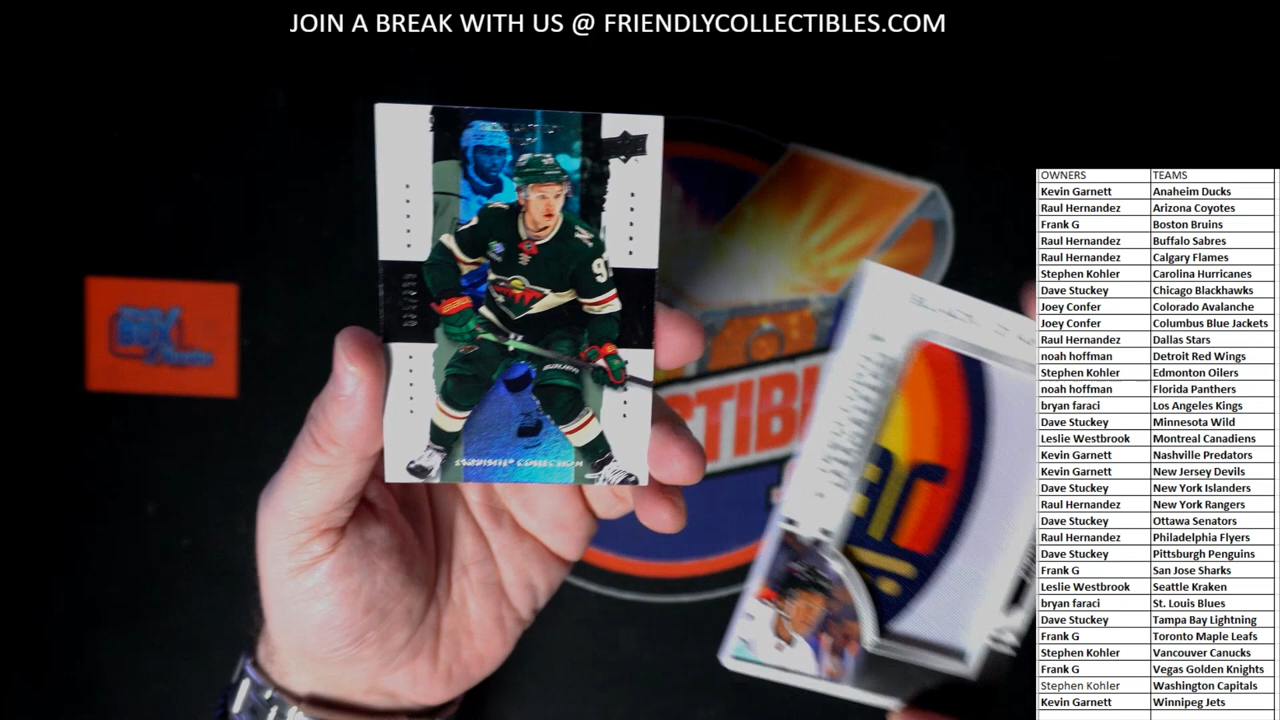 JOIN A BREAK WITH US @ FRIENDLYCOLLECTIBLES.COM
OWNERS TEAMS
Kevin Garnett Anaheim Ducks
Raul Hernandez Arizona Coyotes
Frank G Boston Bruins
Raul Hernandez Buffalo Sabres
Raul Hernandez Calgary Flames
Stephen Kohler Carolina Hurricanes
Dave Stuckey Chicago Blackhawks
Joey Confer Colorado Avalanche
Joey Confer Columbus Blue Jackets
Raul Hernandez Dallas Stars
noah hoffman Detroit Red Wings
Stephen Kohler Edmonton Oilers
noah hoffman Florida Panthers
bryan faraci Los Angeles Kings
Dave Stuckey Minnesota Wild
Leslie Westbrook Montreal Canadiens
Kevin Garnett Nashville Predators
Kevin Garnett New Jersey Devils
Dave Stuckey New York Islanders
Raul Hernandez New York Rangers
Dave Stuckey Ottawa Senators
Raul Hernandez Philadelphia Flyers
Dave Stuckey Pittsburgh Penguins
Frank G San Jose Sharks
Leslie Westbrook Seattle Kraken
bryan faraci St. Louis Blues
Dave Stuckey Tampa Bay Lightning
Frank G Toronto Maple Leafs
Stephen Kohler Vancouver Canucks
Frank G Vegas Golden Knights
Stephen Kohler Washington Capitals
Kevin Garnett Winnipeg Jets
EXQUISITE COLLECTION